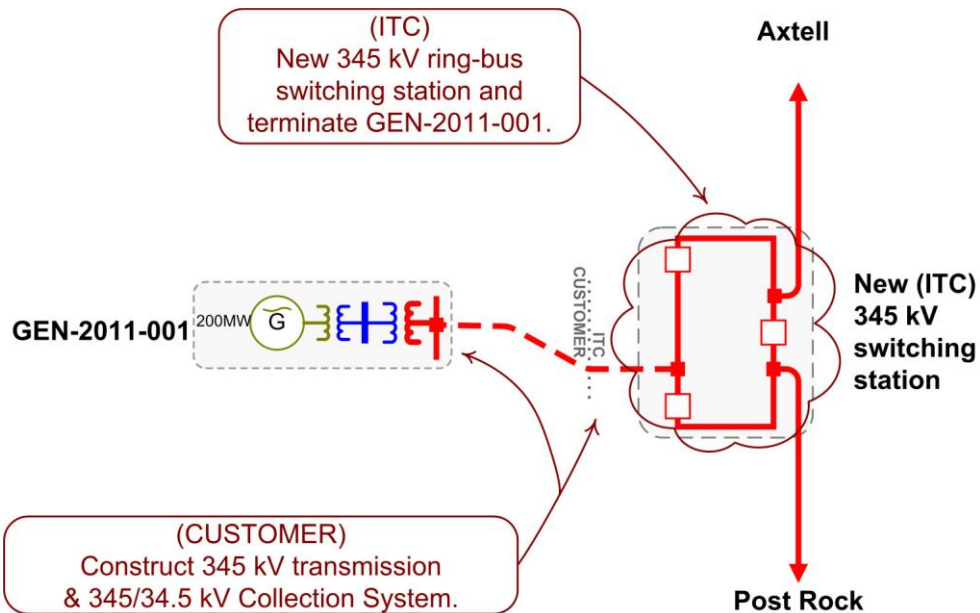 (ITC)
New 345 kV ring-bus
switching station and
terminate GEN-2011-001.
Axtell
GEN-2011-001
200MW
G
CUSTOMER
ITC
New (ITC)
345 kV
switching
station
(CUSTOMER)
Construct 345 kV transmission
& 345/34.5 kV Collection System.
Post Rock